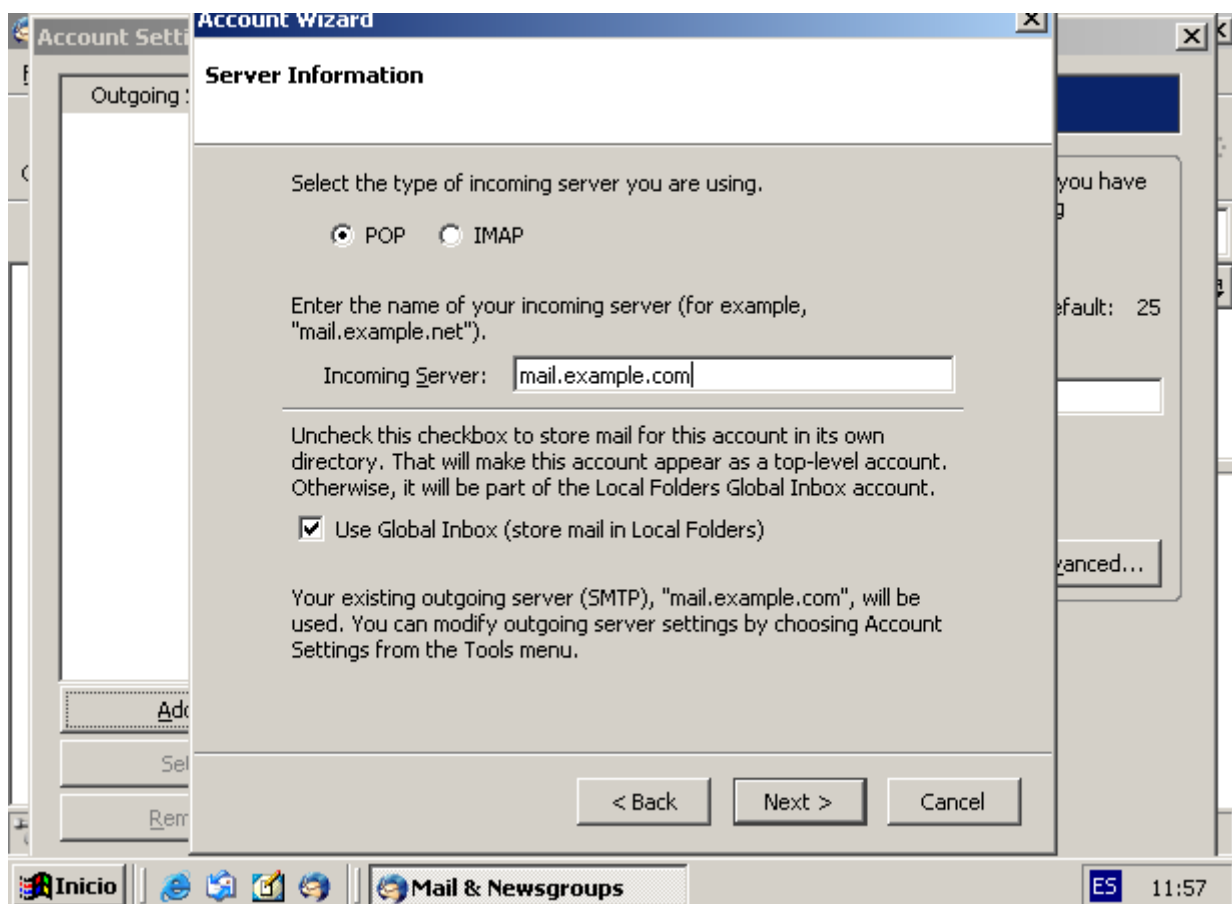 Account Wizard
Account Setti
Server Information
Outgoing
Select the type of incoming server you are using.
you have
POP IMAP
Enter the name of your incoming server (for example,
"mail.example.net").
efault: 25
Incoming Server: mail.example.com
Uncheck this checkbox to store mail for this account in its own
directory. That will make this account appear as a top-level account.
Otherwise, it will be part of the Local Folders Global Inbox account.
Use Global Inbox (store mail in Local Folders)
vanced...
Your existing outgoing server (SMTP), "mail.example.com", will be
used. You can modify outgoing server settings by choosing Account
Settings from the Tools menu.
Add
Set
Rem
< Back Next > Cancel
Inicio Mail & Newsgroups ES 11:57